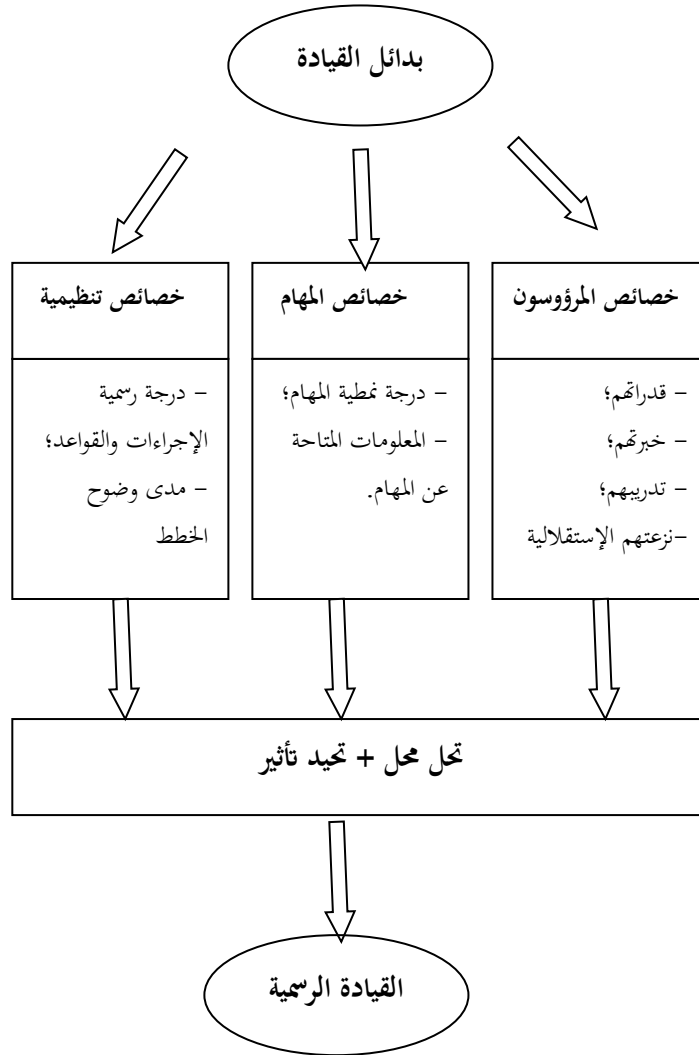 بدائل القيادة
خصائص المرؤوسون
- قدراتهم؛
- خبرتهم؛
- تدريبهم؛
-نزعتهم الإستقلالية
خصائص المهام
- درجة نمطية المهام؛
- المعلومات المتاحة
عن المهام.
خصائص تنظيمية
- درجة رسمية
الإجراءات والقواعد؛
- مدى وضوح
الخطط
تحل محل + تحيد تأثير
القيادة الرسمية